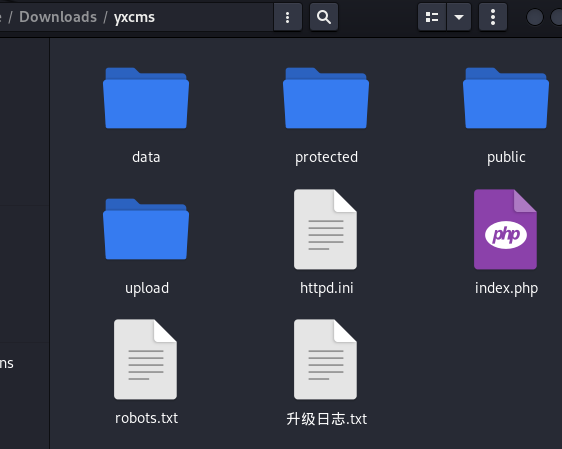 e / Downloads / yxcms
data
protected
public
upload
httpd.ini
php
index.php
ns
robots.txt
升级日志.txt